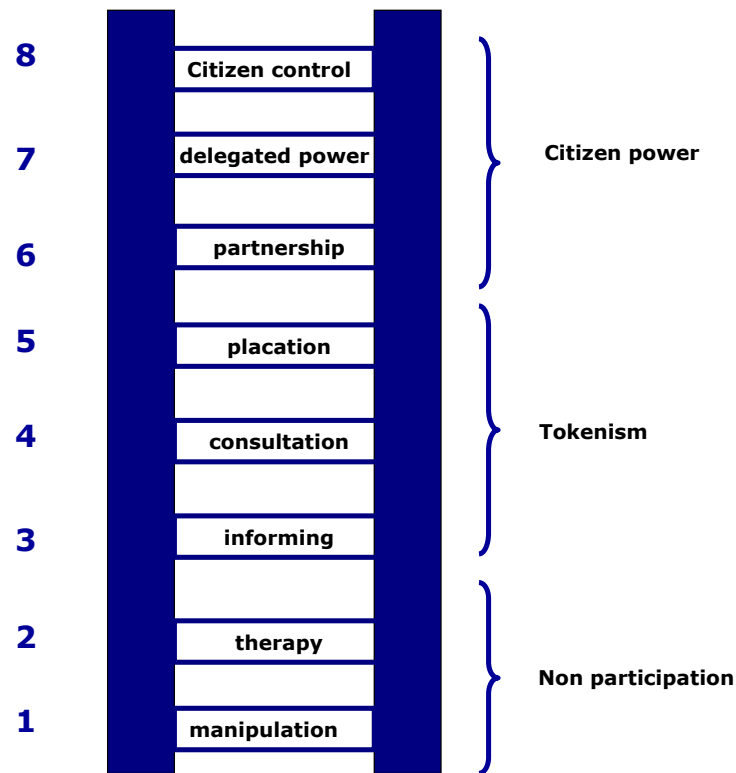 8
Citizen control
7
delegated power
Citizen power
6
partnership
5
placation
4
consultation
Tokenism
3
informing
2
therapy
Non participation
1
manipulation